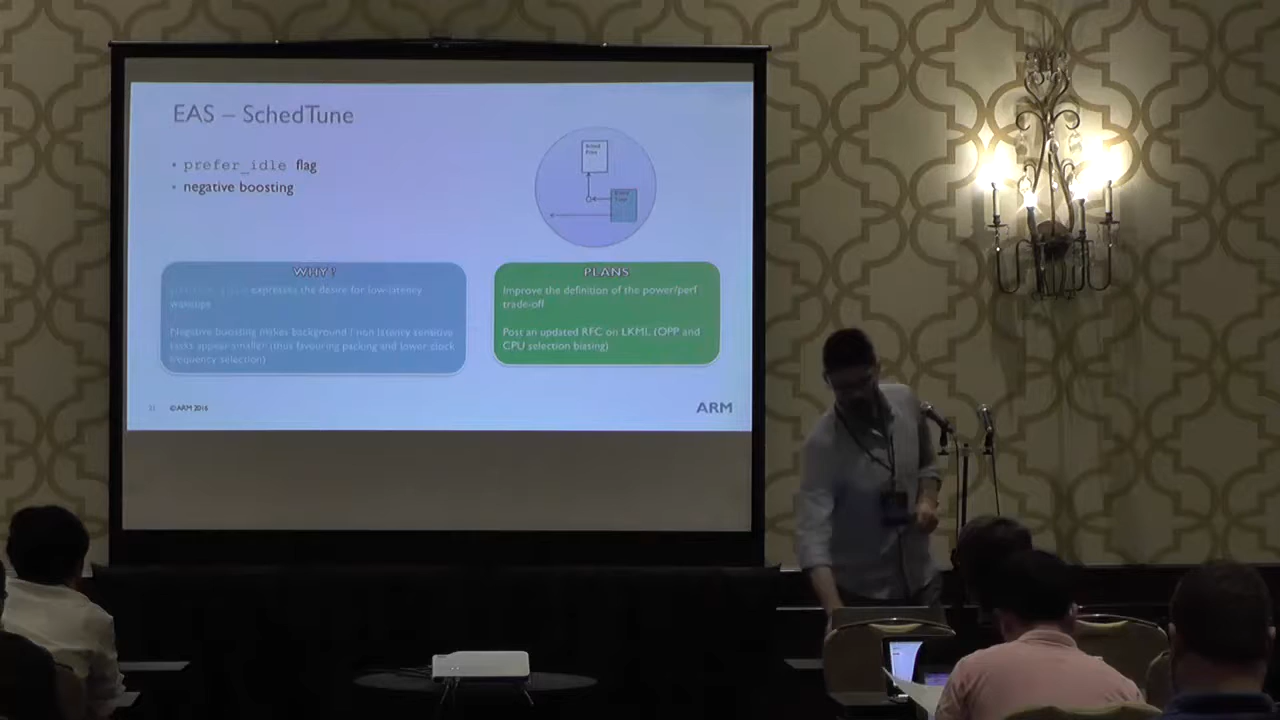 EAS – SchedTune
• prefer_idle flag
• negative boosting
WHY?
expresses the desire for low-latency
wakeups
Negative boosting makes background / non latency sensitive
tasks appear smaller (thus favouring packing and lower clock
frequency selection)
PLANS
Improve the definition of the power/perf
trade-off
Post an updated RFC on LKML (OPP and
CPU selection biasing)
© ARM 2016
ARM